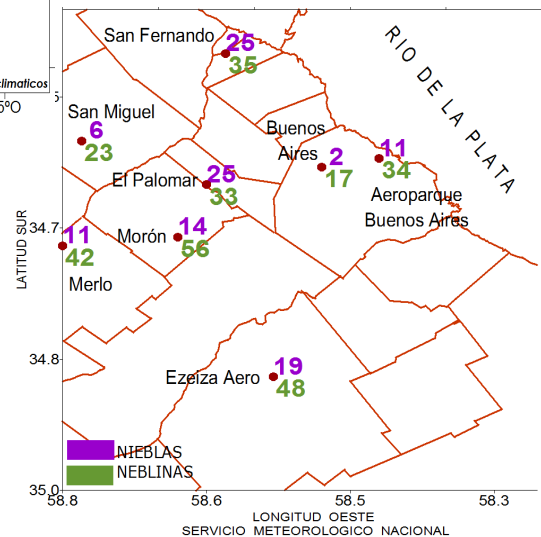 climaticos
5ºO
San Fernando
25
35
RIO DE LA PLATA
San Miguel
6
23
Buenos
Aires
2
17
11
34
Aeroparque
Buenos Aires
El Palomar
25
33
34.7
Morón
14
56
11
42
Merlo
LATITUD SUR
34.8
Ezeiza Aero
19
48
NIEBLAS
NEBLINAS
35.0
58.8
58.6
58.5
58.3
LONGITUD OESTE
SERVICIO METEOROLOGICO NACIONAL